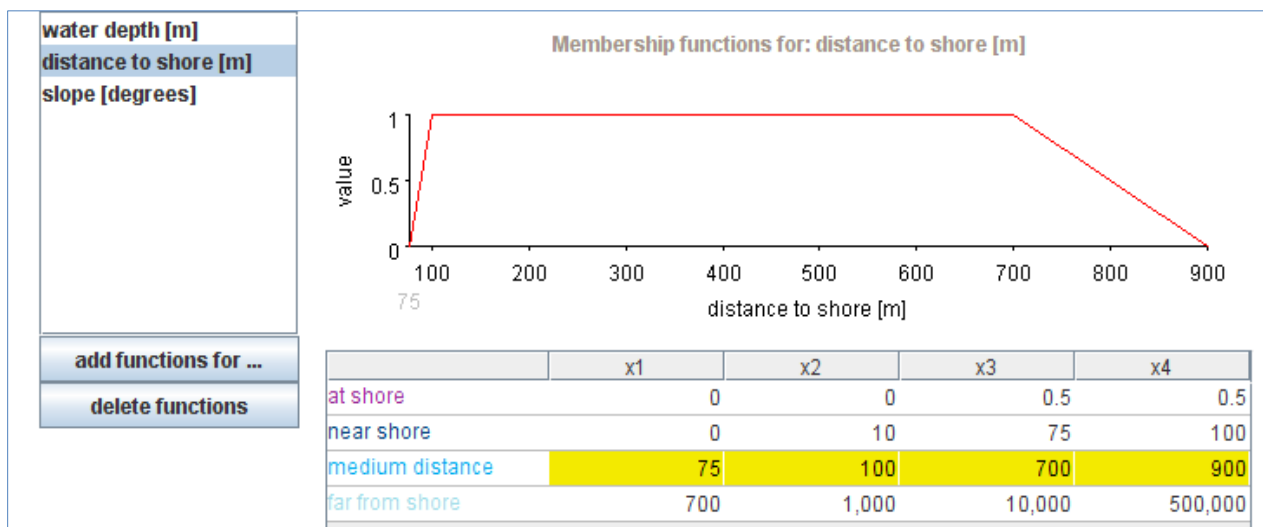 water depth [m]
distance to shore [m]
slope [degrees]
add functions for ...
delete functions
Membership functions for: distance to shore [m]
value
1
0.5
0
100 200 300 400 500 600 700 800 900
75
distance to shore [m]
x1 x2 x3 x4
at shore 0 0 0.5 0.5
near shore 0 10 75 100
medium distance 75 100 700 900
far from shore 700 1,000 10,000 500,000